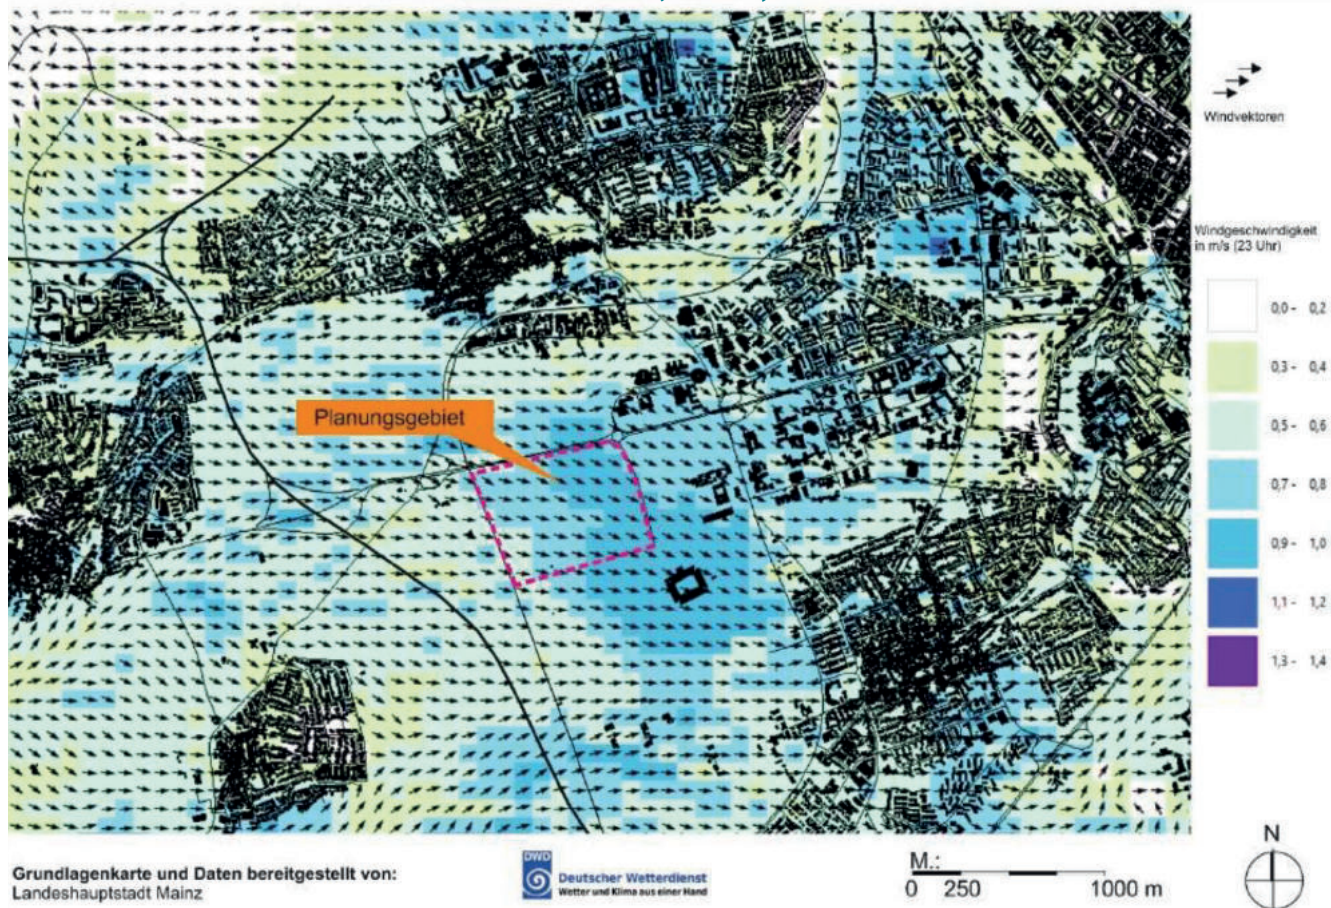 Windvektoren
Windgeschwindigkeit
in m/s (23 Uhr)
0,0 - 0,2
0,3 - 0,4
0,5 - 0,6
0,7 - 0,8
0,9 - 1,0
1,1 - 1,2
1,3 - 1,4
Planungsgebiet
Grundlagenkarte und Daten bereitgestellt von:
Landeshauptstadt Mainz
DWD
Deutscher Wetterdienst
Wetter und Klima aus einer Hand
M.:
0 250 1000 m
N